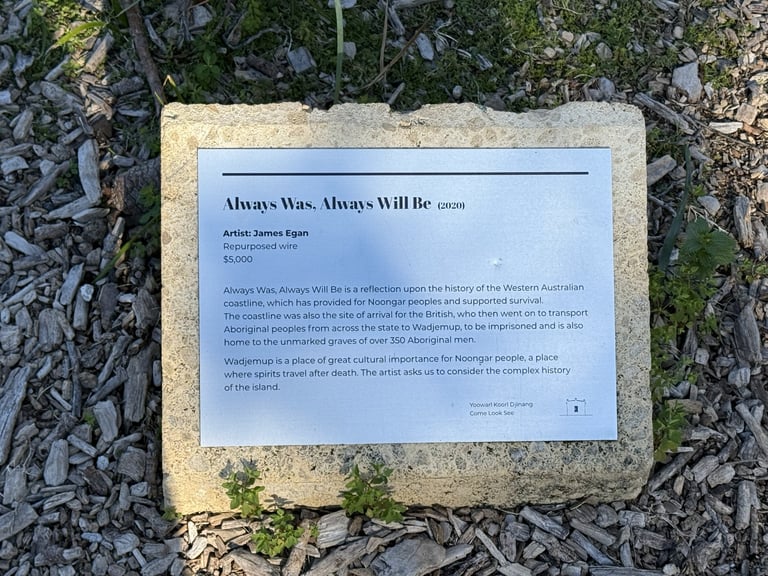 Always Was, Always Will Be (2020)
Artist: James Egan
Repurposed wire
$5,000
Always Was, Always Will Be is a reflection upon the history of the Western Australian
coastline, which has provided for Noongar peoples and supported survival.
The coastline was also the site of arrival for the British, who then went on to transport
Aboriginal peoples from across the state to Wadjemup, to be imprisoned and is also
home to the unmarked graves of over 350 Aboriginal men.
Wadjemup is a place of great cultural importance for Noongar people, a place
where spirits travel after death. The artist asks us to consider the complex history
of the island.
Yoowarl Koorl Djinang
Come Look See